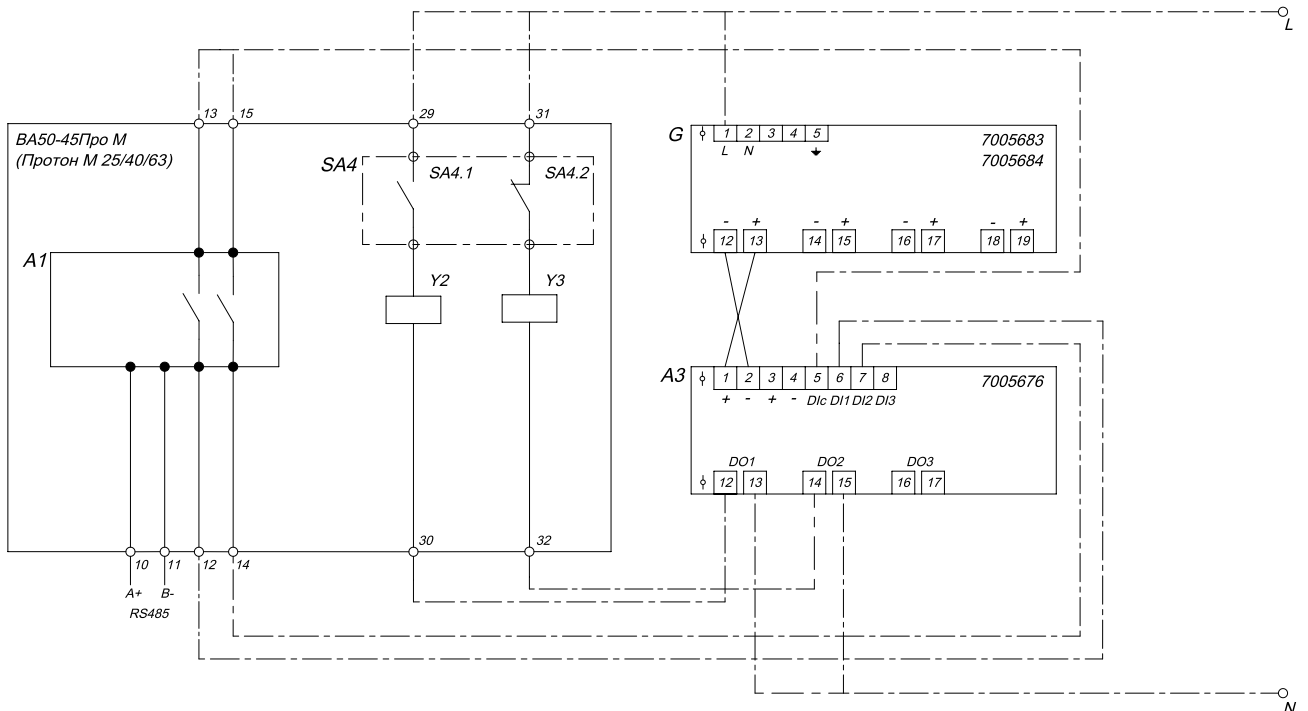 L
13 15 29 31
ВА50-45Про М
(Протон М 25/40/63)
SA4 SA4.1 SA4.2
G 1 2 3 4 5 7005683
L N 7005684
- + - + - + - +
12 13 14 15 16 17 18 19
A1
Y2 Y3
A3 1 2 3 4 5 6 7 8 7005676
+ - + - DIc DI1 DI2 DI3
DO1 DO2 DO3
12 13 14 15 16 17
10 11 12 14 30 32
A+ B-
RS485
N